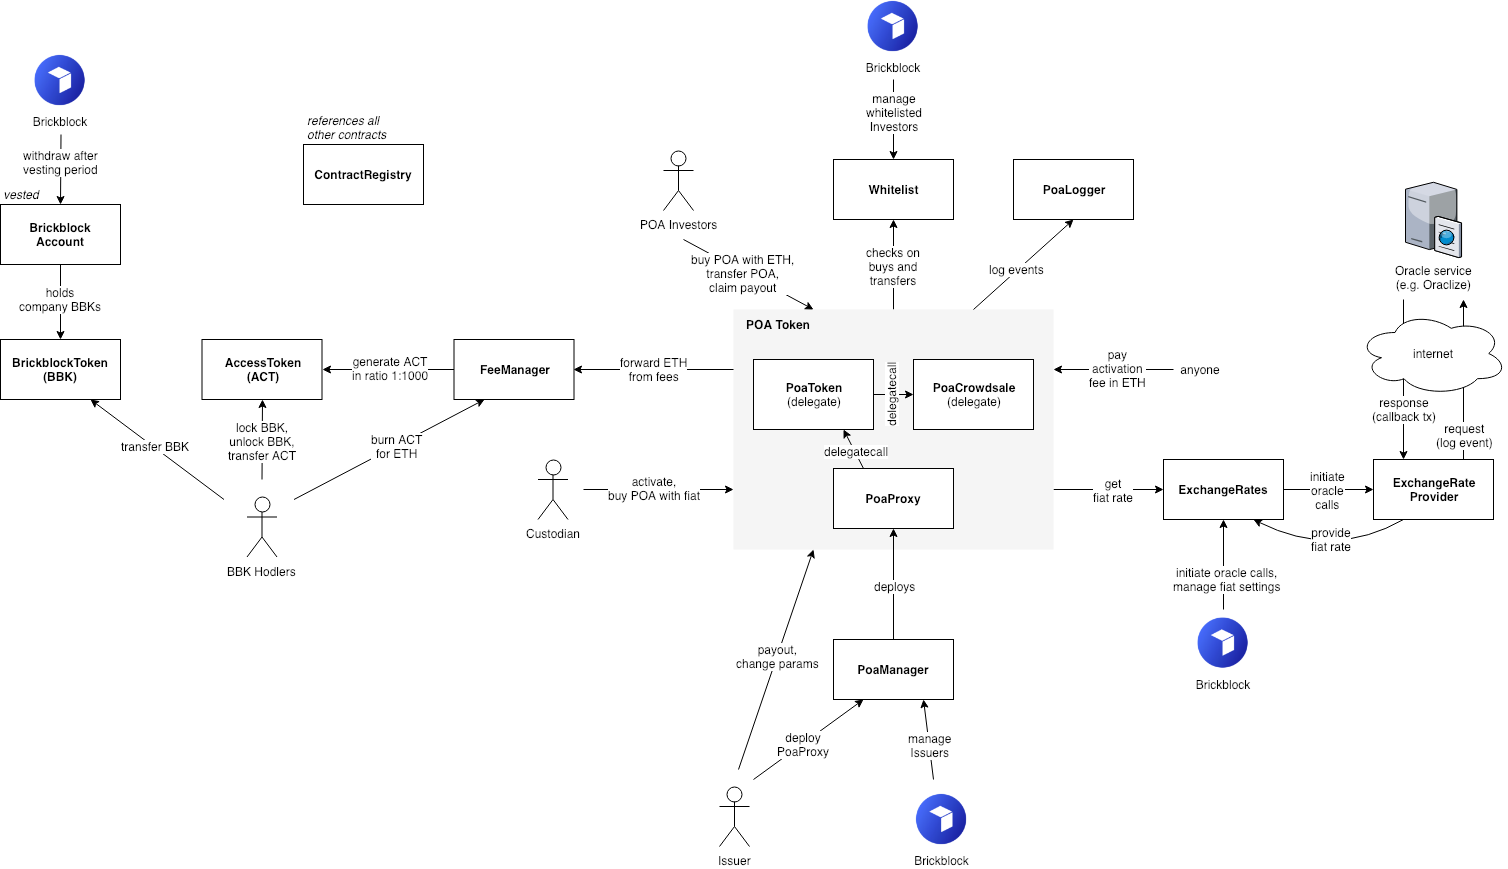 Brickblock
withdraw after
vesting period
vested
Brickblock
Account
holds
company BBKs
BrickblockToken
(BBK)
references all
other contracts
ContractRegistry
AccessToken
(ACT)
generate ACT
in ratio 1:1000
FeeManager
forward ETH
from fees
transfer BBK
lock BBK,
unlock BBK,
transfer ACT
burn ACT
for ETH
BBK Hodlers
Brickblock
manage
whitelisted
Investors
Whitelist
PoaLogger
POA Investors
buy POA with ETH,
transfer POA,
claim payout
checks on
buys and
transfers
log events
POA Token
PoaToken
(delegate)
delegatecall
PoaCrowdsale
(delegate)
delegatecall
PoaProxy
Custodian
activate,
buy POA with fiat
pay
activation
fee in ETH
anyone
get
fiat rate
deploys
PoaManager
payout,
change params
deploy
PoaProxy
manage
Issuers
Issuer
Brickblock
Oracle service
(e.g. Oraclize)
internet
response
(callback tx)
request
(log event)
ExchangeRates
initiate
oracle
calls
ExchangeRate
Provider
provide
fiat rate
initiate oracle calls,
manage fiat settings
Brickblock